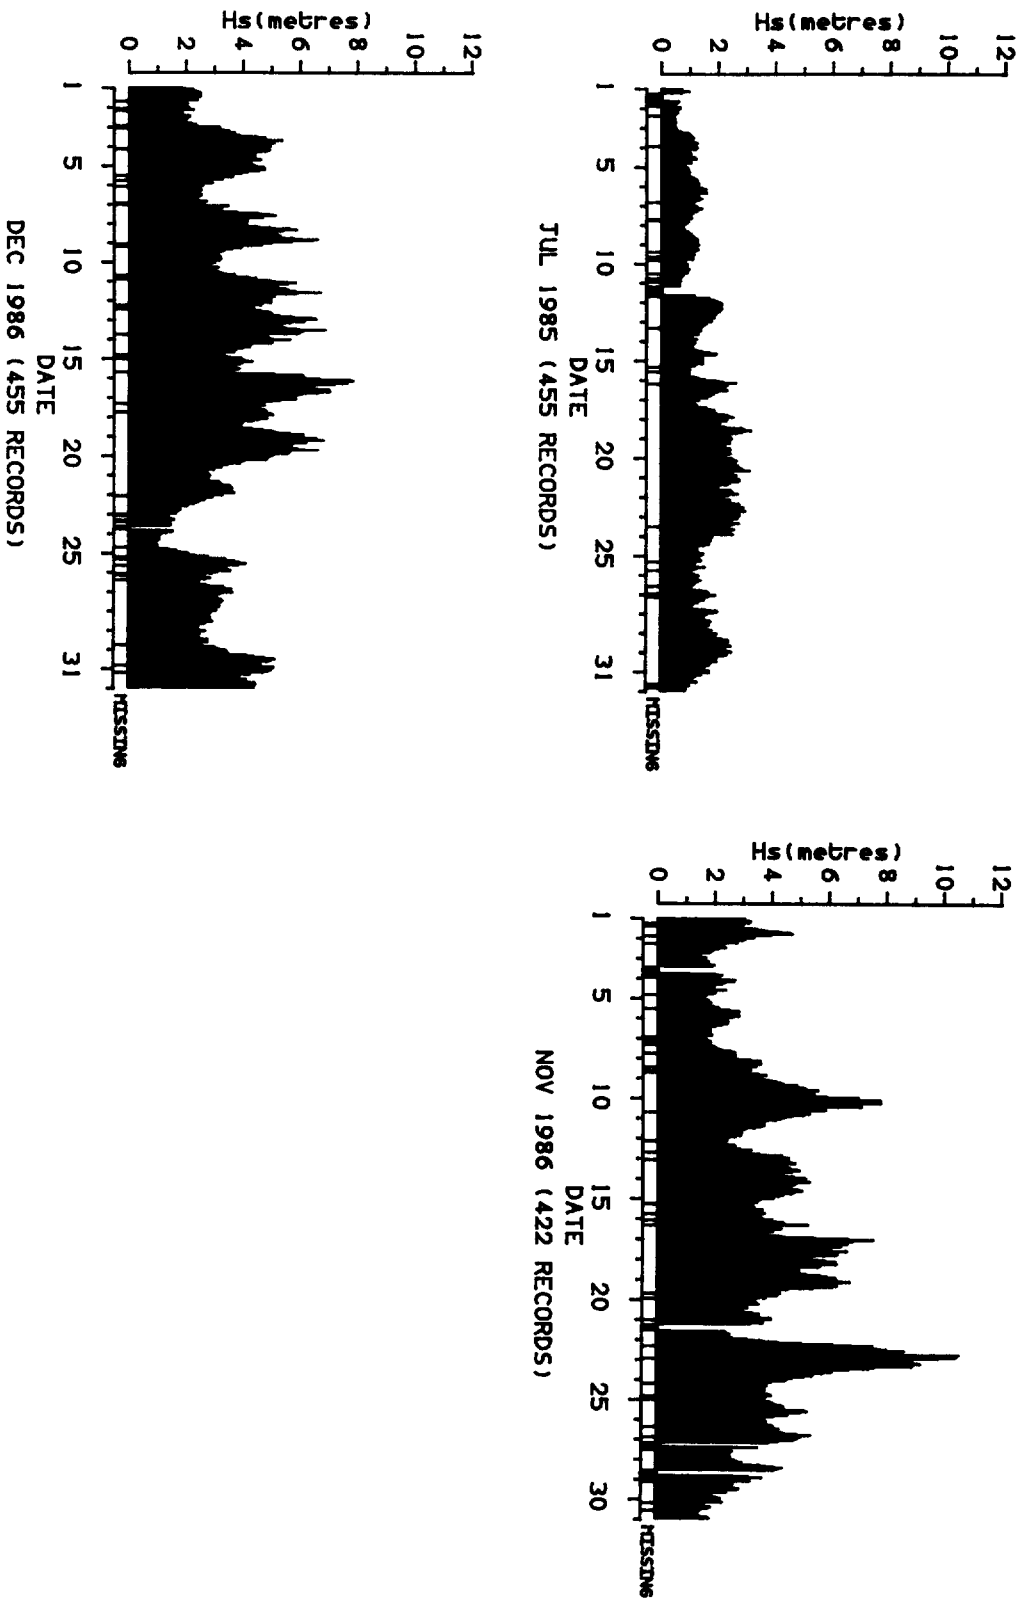 Hs(metres)
12
10
8
6
4
2
0
MISSING
1 5 10 15 20 25 31
DATE
JUL 1985 (455 RECORDS)
Hs(metres)
12
10
8
6
4
2
0
MISSING
1 5 10 15 20 25 30
DATE
NOV 1986 (422 RECORDS)
Hs(metres)
12
10
8
6
4
2
0
MISSING
1 5 10 15 20 25 31
DATE
DEC 1986 (455 RECORDS)